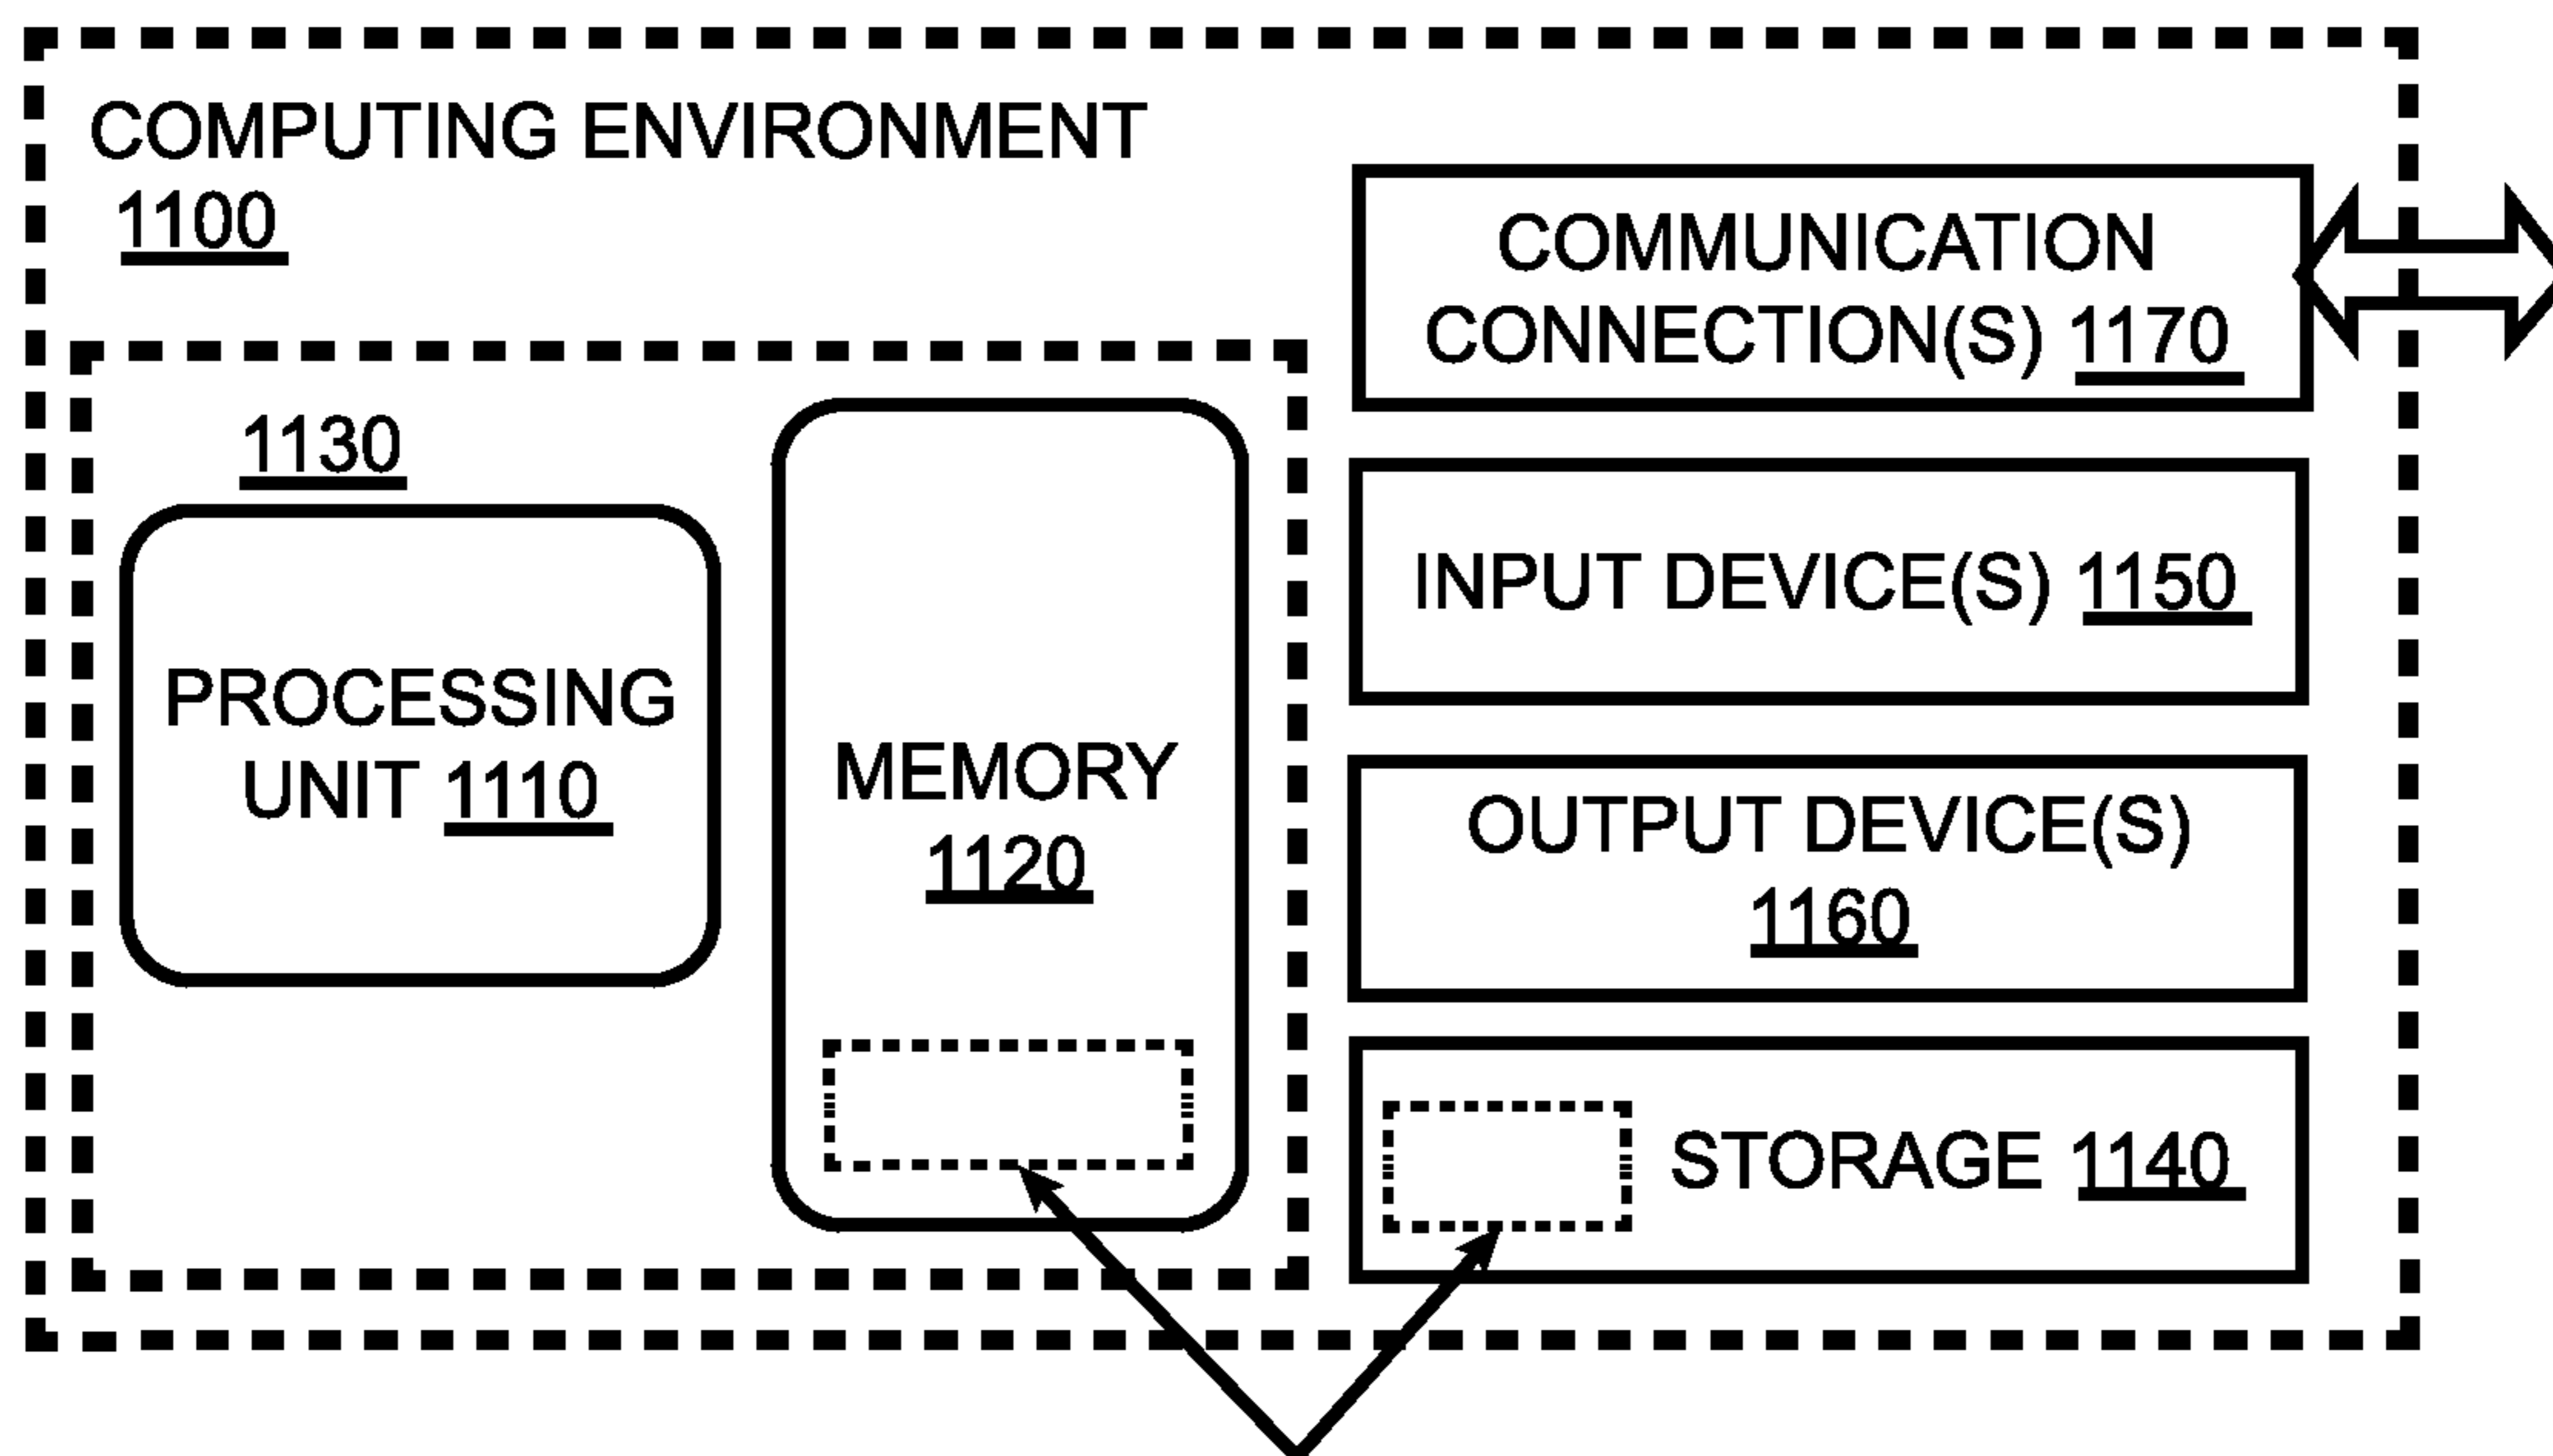 COMPUTING ENVIRONMENT
1100
1130
PROCESSING
UNIT 1110
MEMORY
1120
COMMUNICATION
CONNECTION(S) 1170
INPUT DEVICE(S) 1150
OUTPUT DEVICE(S)
1160
STORAGE 1140